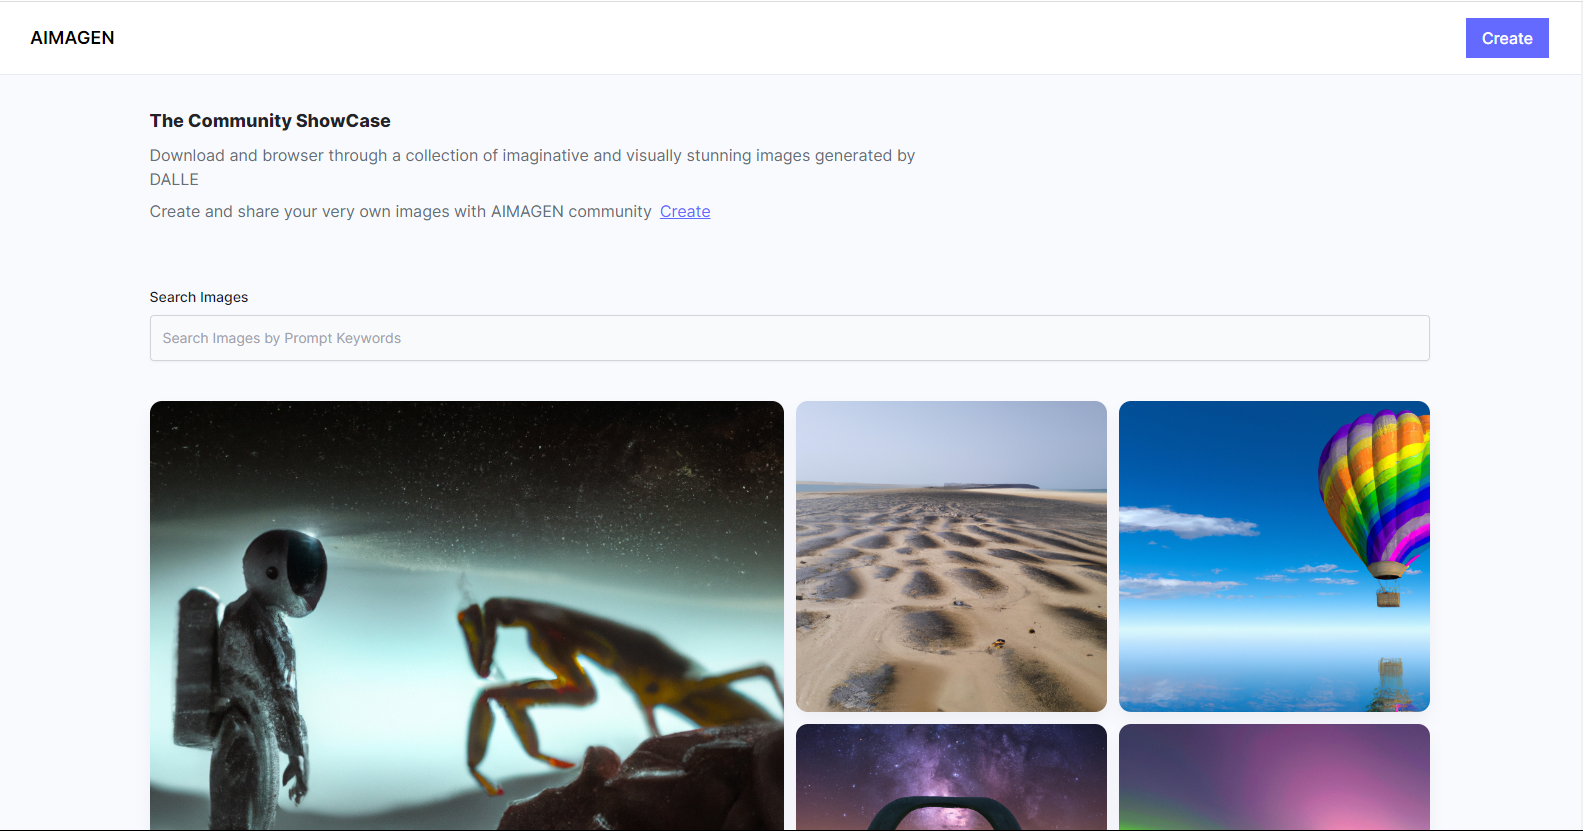 AIMAGEN
Create
The Community ShowCase
Download and browser through a collection of imaginative and visually stunning images generated by
DALLE
Create and share your very own images with AIMAGEN community Create
Search Images
Search Images by Prompt Keywords